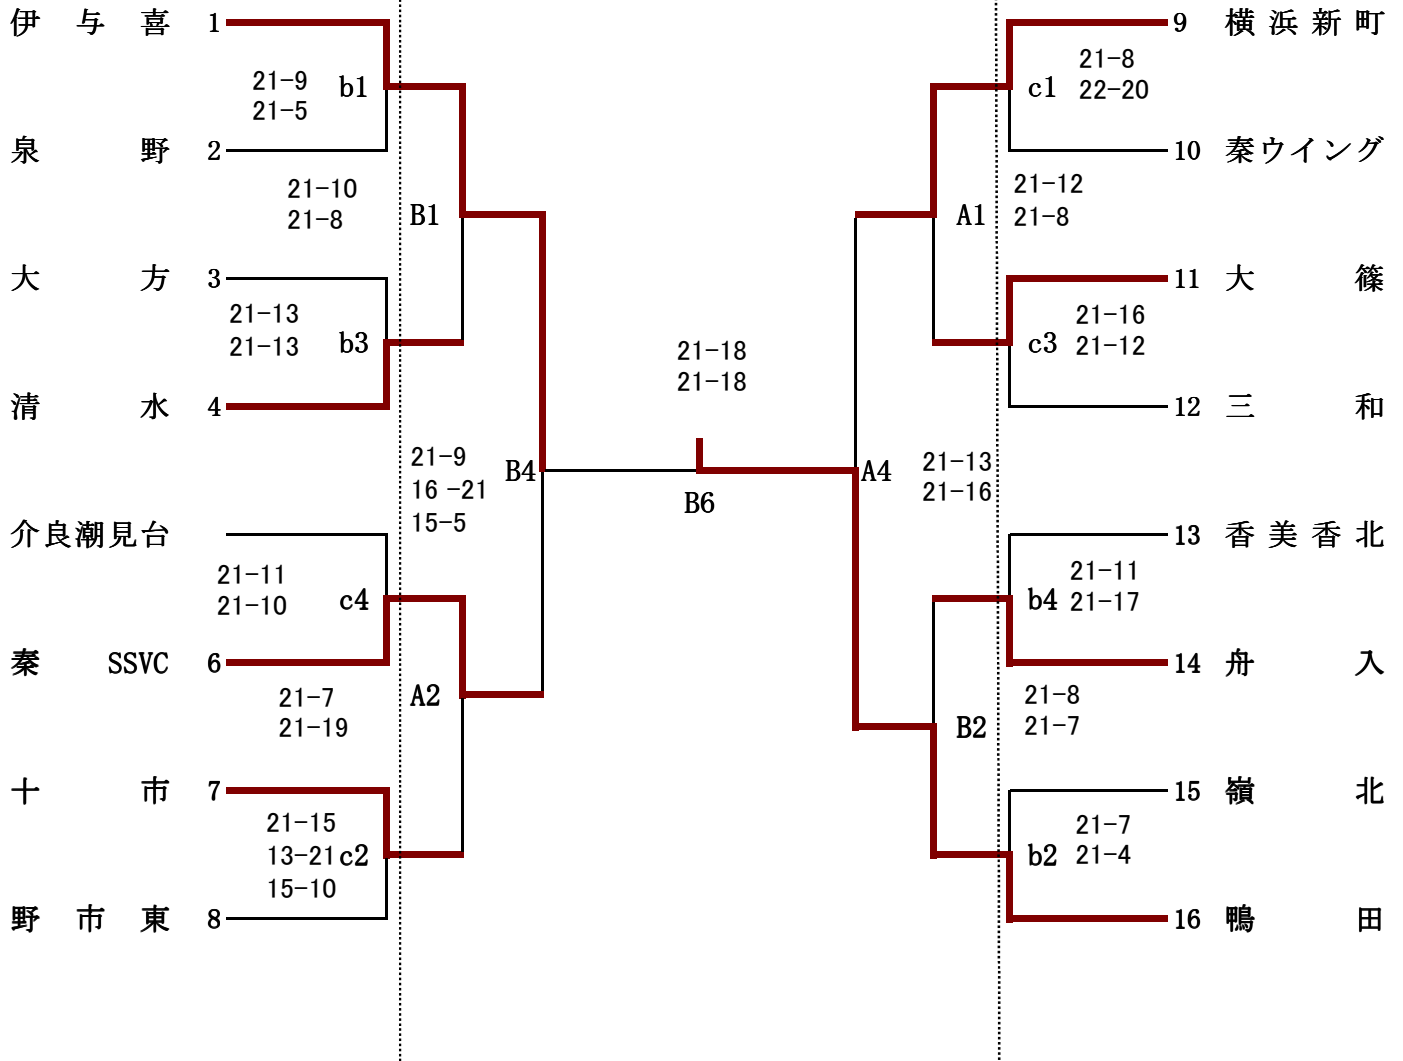 伊与喜 1
21-9
21-5
b1
泉野 2
21-10
21-8
B1
大方 3
21-13
21-13
b3
清水 4
21-9
16 -21
15-5
B4
介良潮見台
21-11
21-10
c4
秦 SSVC 6
21-7
21-19
A2
十市 7
21-15
13-21
15-10
c2
野市東 8
21-18
21-18
B6
9 横浜新町
c1
21-8
22-20
10 秦ウイング
A1
21-12
21-8
11 大篠
c3
21-16
21-12
12 三和
A4
21-13
21-16
13 香美香北
b4
21-11
21-17
14 舟入
B2
21-8
21-7
15 嶺北
b2
21-7
21-4
16 鴨田